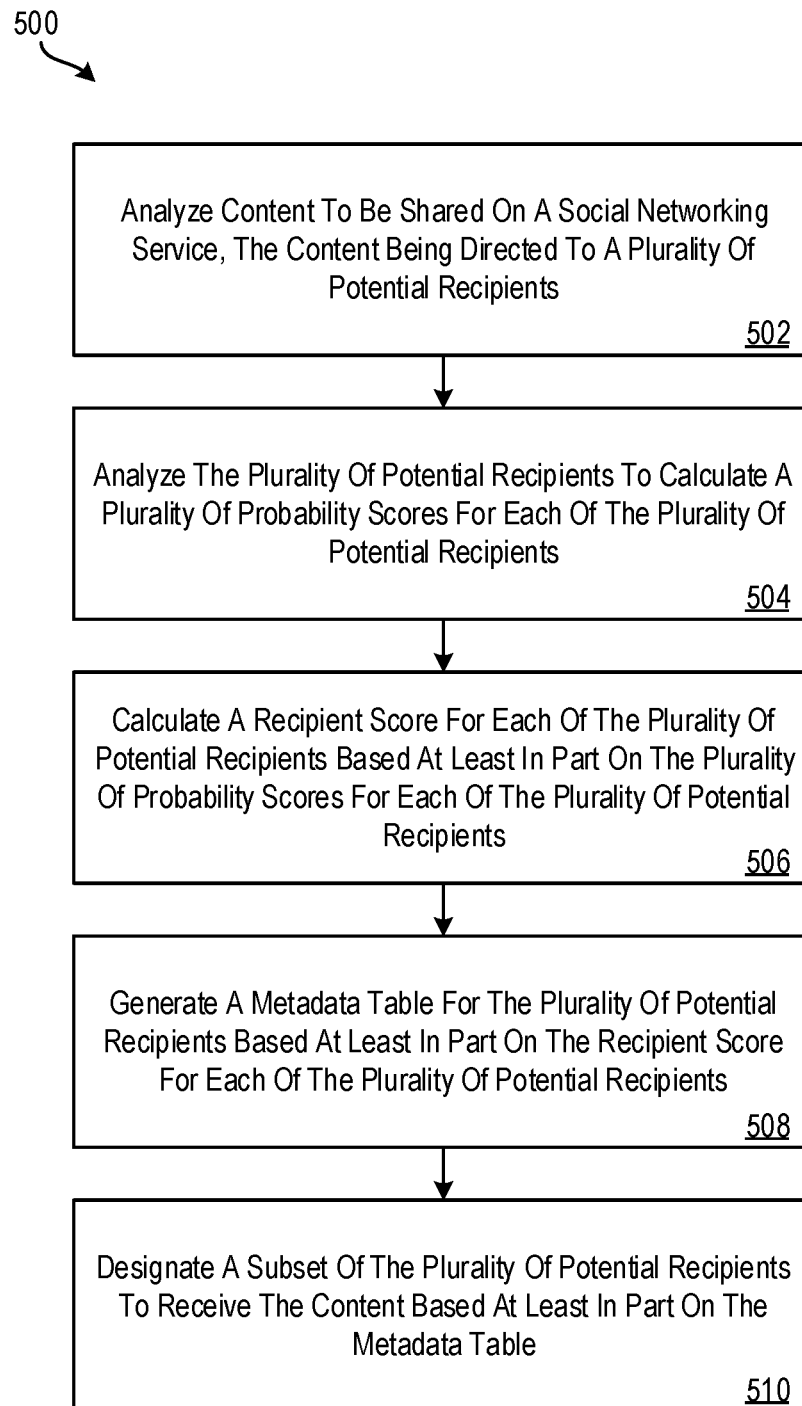 500
Analyze Content To Be Shared On A Social Networking
Service, The Content Being Directed To A Plurality Of
Potential Recipients
502
Analyze The Plurality Of Potential Recipients To Calculate A
Plurality Of Probability Scores For Each Of The Plurality Of
Potential Recipients
504
Calculate A Recipient Score For Each Of The Plurality Of
Potential Recipients Based At Least In Part On The Plurality
Of Probability Scores For Each Of The Plurality Of Potential
Recipients
506
Generate A Metadata Table For The Plurality Of Potential
Recipients Based At Least In Part On The Recipient Score
For Each Of The Plurality Of Potential Recipients
508
Designate A Subset Of The Plurality Of Potential Recipients
To Receive The Content Based At Least In Part On The
Metadata Table
510